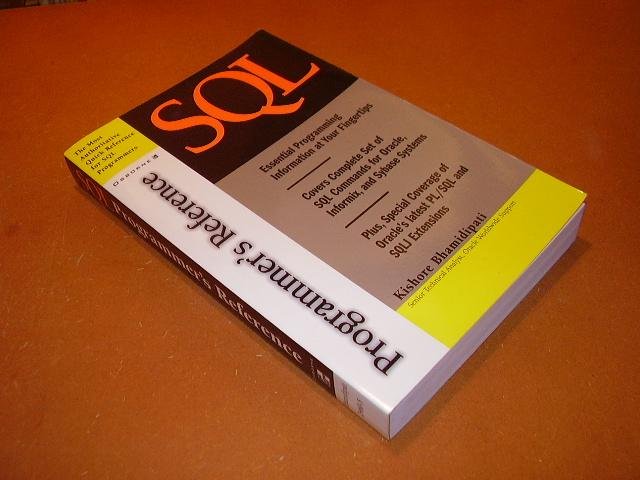 The Most
Authoritative
Quick Reference
for SQL
Programmers
OSBORNE
SQL
Programmer's Reference
Essential Programming
Information at Your Fingertips
Covers Complete Set of
SQL Commands for Oracle,
Informix, and Sybase Systems
Plus, Special Coverage of
Oracle's latest PL/SQL and
SQLJ Extensions
Kishore Bhamidipati
Senior Technical Analyst, Oracle Worldwide Support
SQL Programmer's Reference